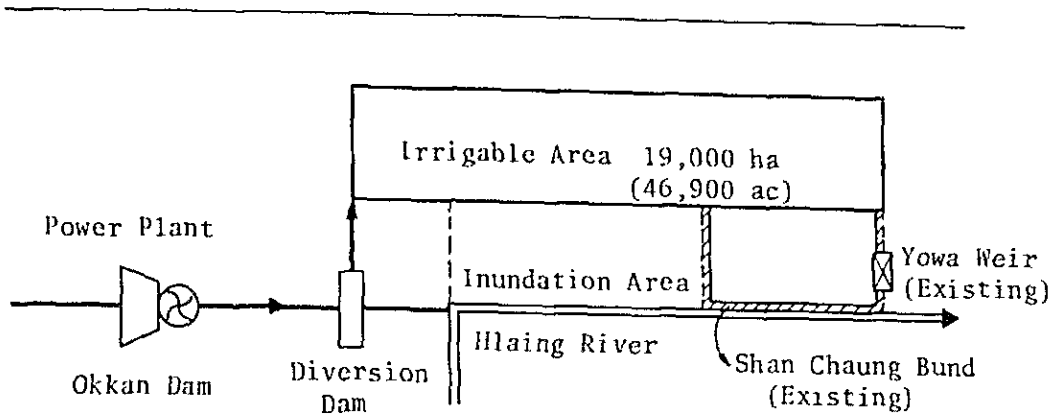 Irrigable Area 19,000 ha
(46,900 ac)
Power Plant
Inundation Area
Yowa Weir
(Existing)
Hlaing River
Okkan Dam
Diversion
Dam
Shan Chaung Bund
(Existing)